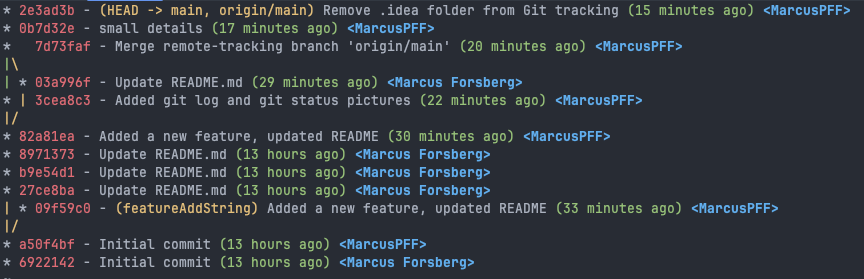 * 2e3ad3b - (HEAD -> main, origin/main) Remove .idea folder from Git tracking (15 minutes ago) <MarcusPFF>
* 0b7d32e - small details (17 minutes ago) <MarcusPFF>
*   7d73faf - Merge remote-tracking branch 'origin/main' (20 minutes ago) <MarcusPFF>
|\
| * 03a996f - Update README.md (29 minutes ago) <Marcus Forsberg>
* | 3cea8c3 - Added git log and git status pictures (22 minutes ago) <MarcusPFF>
|/
* 82a81ea - Added a new feature, updated README (30 minutes ago) <MarcusPFF>
* 8971373 - Update README.md (13 hours ago) <Marcus Forsberg>
* b9e54d1 - Update README.md (13 hours ago) <Marcus Forsberg>
* 27ce8ba - Update README.md (13 hours ago) <Marcus Forsberg>
| * 09f59c0 - (featureAddString) Added a new feature, updated README (33 minutes ago) <MarcusPFF>
|/
* a50f4bf - Initial commit (13 hours ago) <MarcusPFF>
* 6922142 - Initial commit (13 hours ago) <Marcus Forsberg>